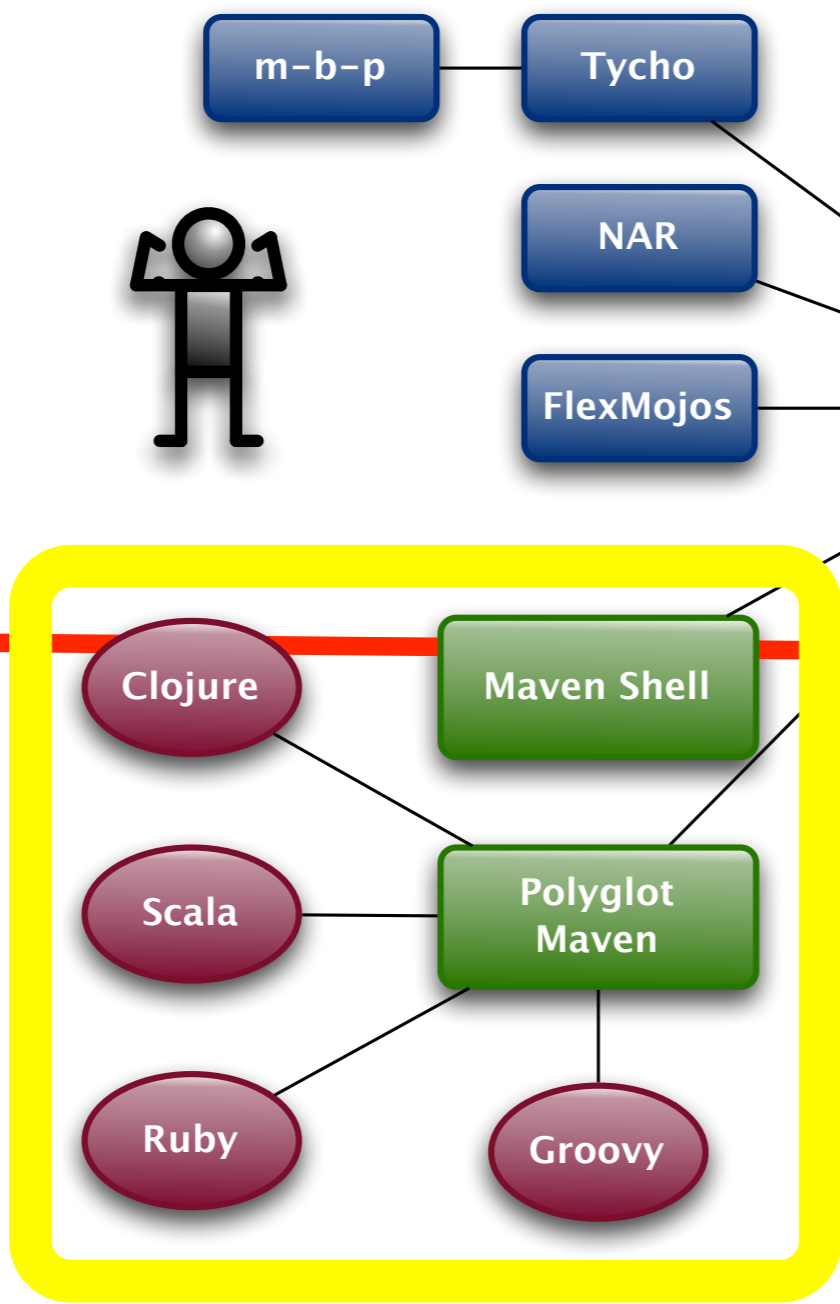 m-b-p
Tycho
NAR
FlexMojos
Clojure
Maven Shell
Scala
Polyglot
Maven
Ruby
Groovy